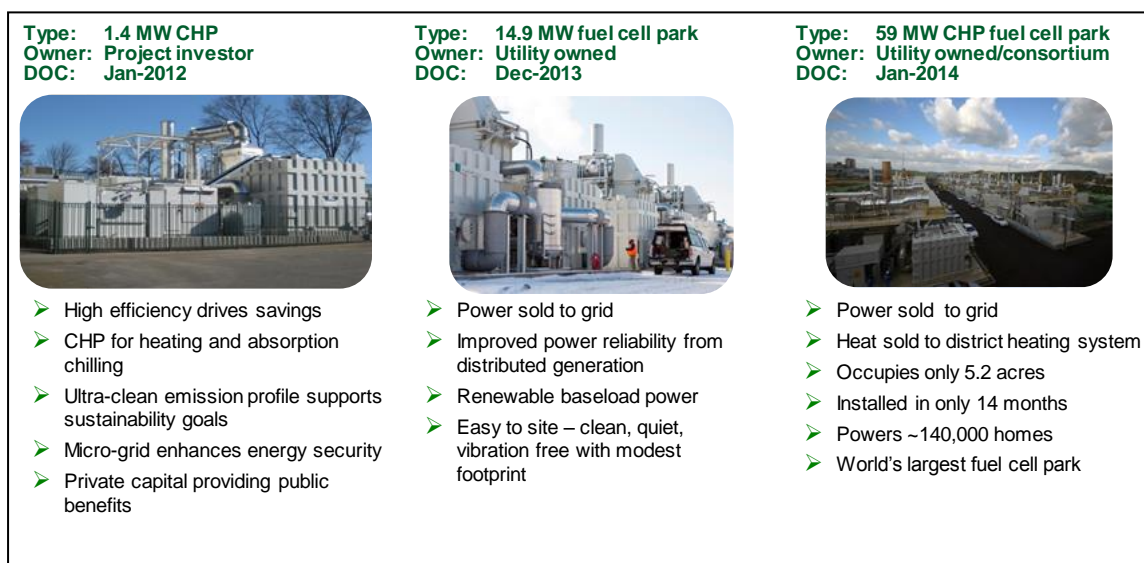 Type: 1.4 MW CHP
Owner: Project investor
DOC: Jan-2012
High efficiency drives savings
CHP for heating and absorption
chilling
Ultra-clean emission profile supports
sustainability goals
Micro-grid enhances energy security
Private capital providing public
benefits
Type: 14.9 MW fuel cell park
Owner: Utility owned
DOC: Dec-2013
Power sold to grid
Improved power reliability from
distributed generation
Renewable baseload power
Easy to site – clean, quiet,
vibration free with modest
footprint
Type: 59 MW CHP fuel cell park
Owner: Utility owned/consortium
DOC: Jan-2014
Power sold to grid
Heat sold to district heating system
Occupies only 5.2 acres
Installed in only 14 months
Powers ~140,000 homes
World's largest fuel cell park